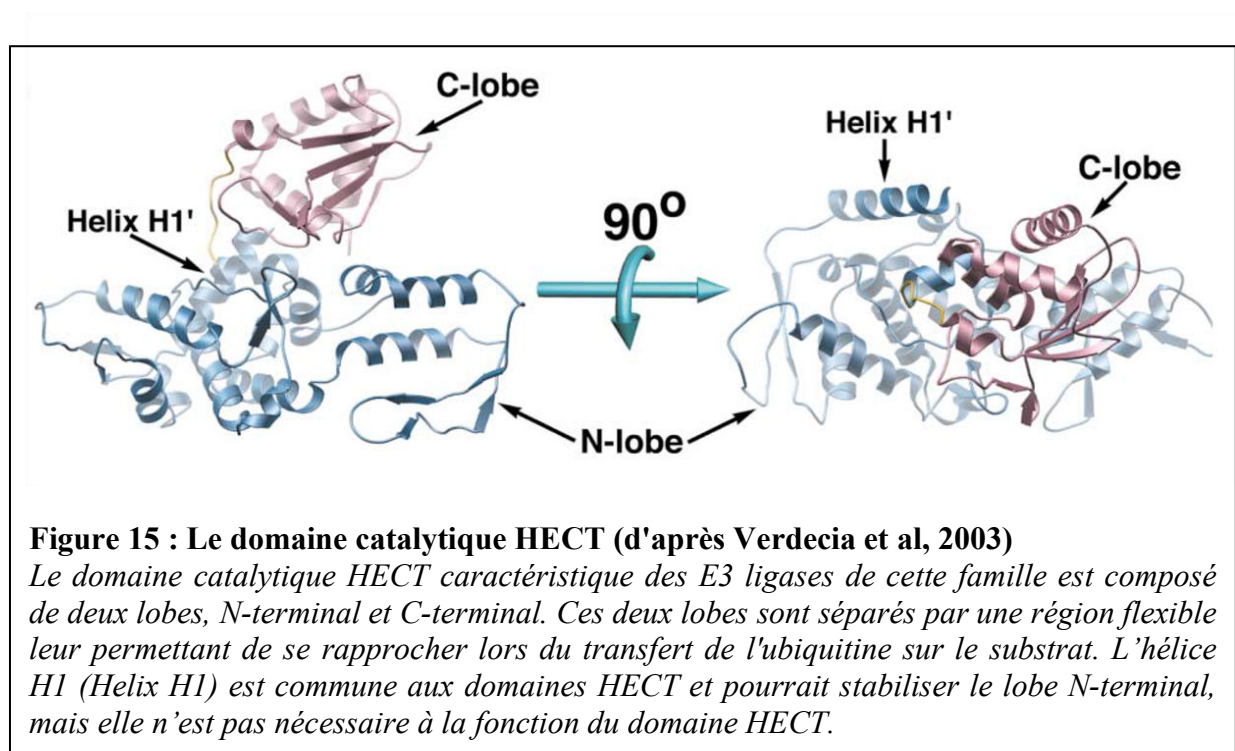 C-lobe
Helix H1'
Helix H1'
C-lobe
90°
N-lobe
Figure 15 : Le domaine catalytique HECT (d'après Verdecia et al, 2003)
Le domaine catalytique HECT caractéristique des E3 ligases de cette famille est composé
de deux lobes, N-terminal et C-terminal. Ces deux lobes sont séparés par une région flexible
leur permettant de se rapprocher lors du transfert de l'ubiquitine sur le substrat. L’hélice
H1 (Helix H1) est commune aux domaines HECT et pourrait stabiliser le lobe N-terminal,
mais elle n’est pas nécessaire à la fonction du domaine HECT.